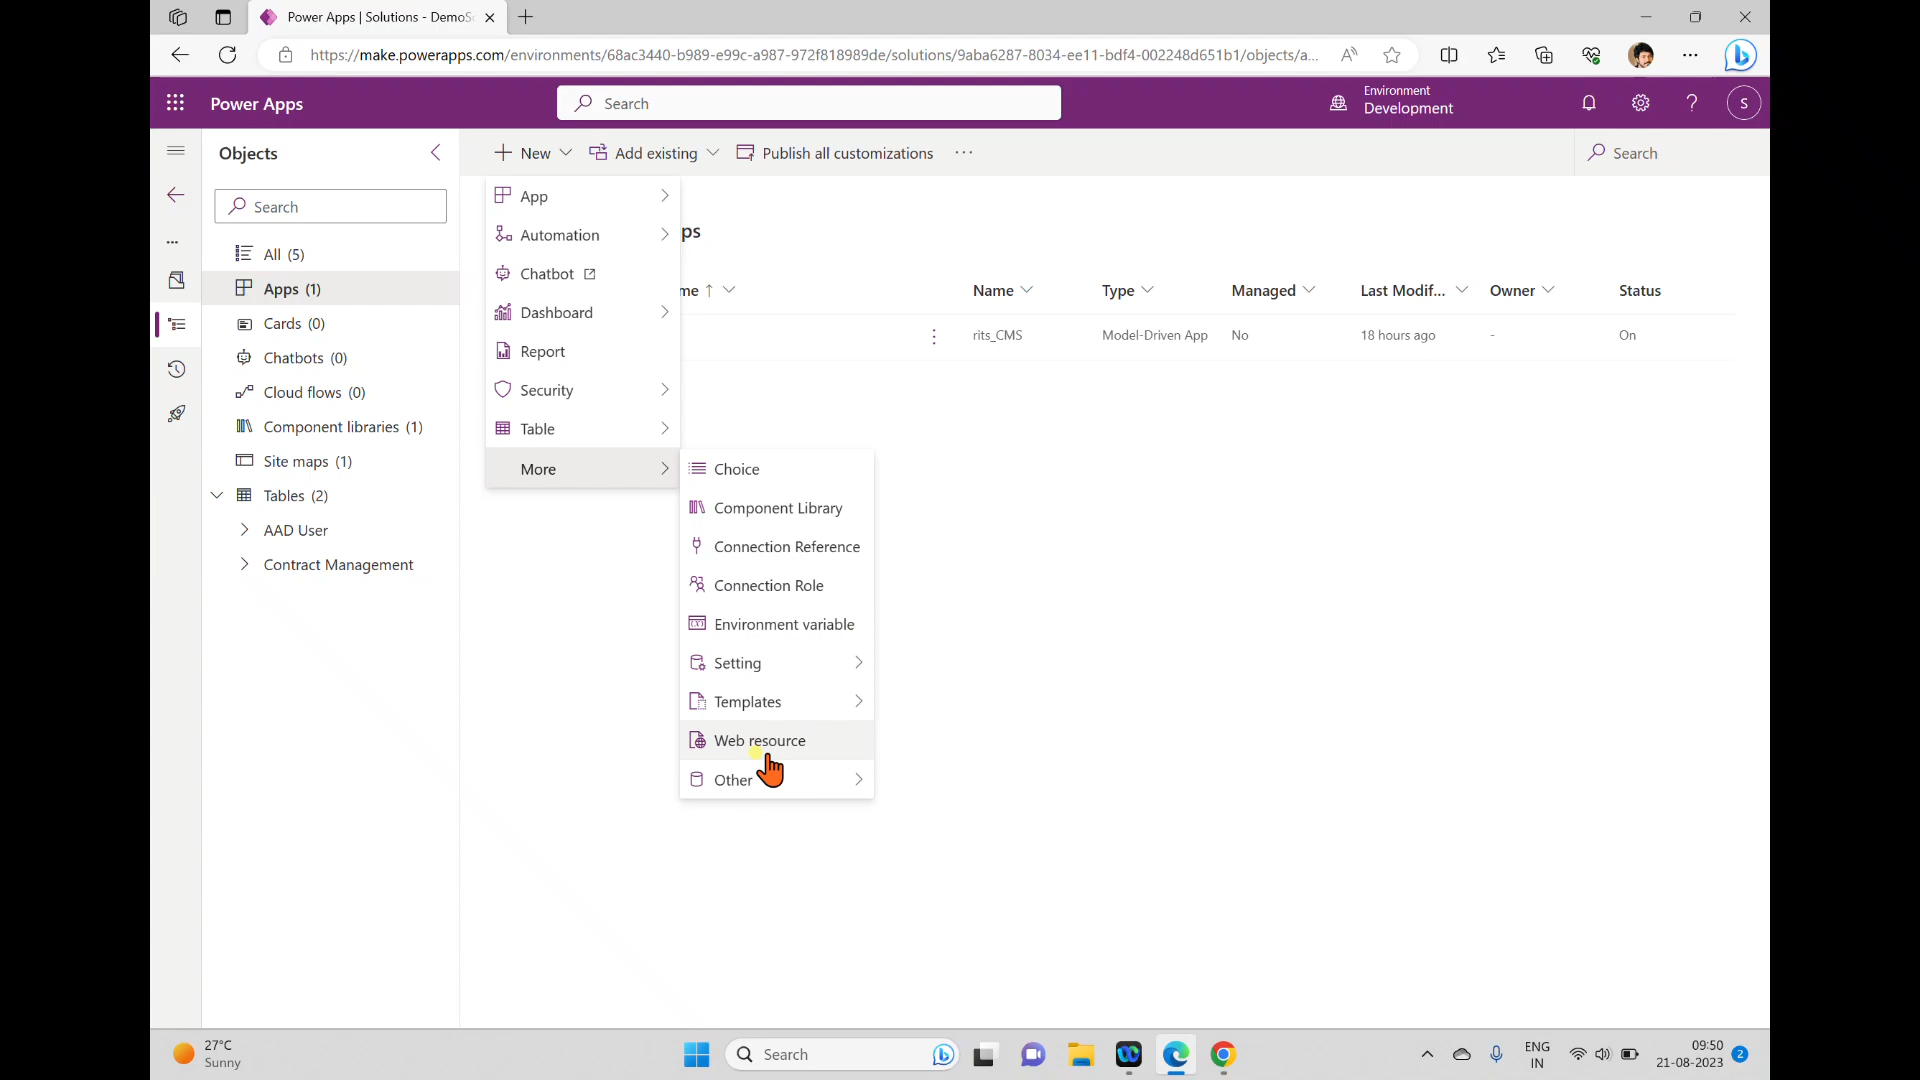 Power Apps | Solutions - DemoSo
https://make.powerapps.com/environments/68ac3440-b989-e99c-a987-972f818989de/solutions/9aba6287-8034-ee11-bdf4-002248d651b1/objects/a...
Power Apps
Search
Environment
Development
?
S
Objects
New
Add existing
Publish all customizations
Search
Search
All (5)
Apps (1)
Cards (0)
Chatbots (0)
Cloud flows (0)
Component libraries (1)
Site maps (1)
Tables (2)
AAD User
Contract Management
App
Automation
Chatbot
Dashboard
Report
Security
Table
More
Choice
Component Library
Connection Reference
Connection Role
Environment variable
Setting
Templates
Web resource
Other
ps
me ↑ Name Type Managed Last Modif... Owner Status
rits_CMS Model-Driven App No 18 hours ago - On
27°C
Sunny
Search
ENG
IN
09:50
21-08-2023
2